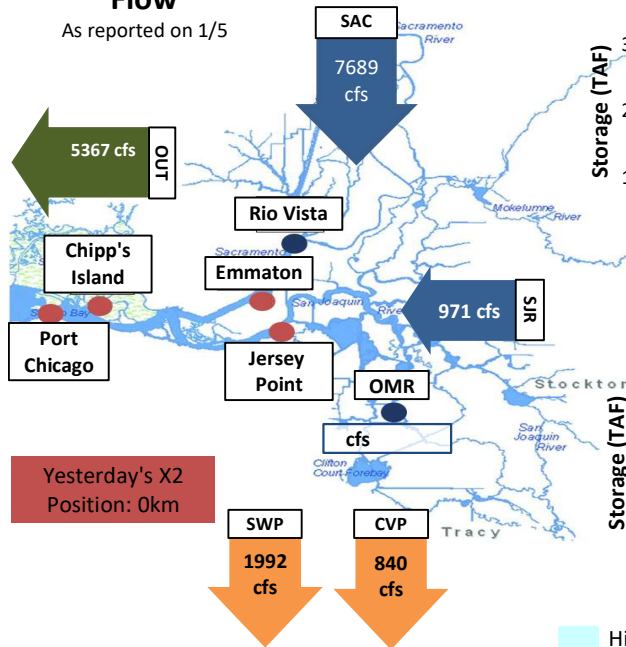 Flow
As reported on 1/5
SAC
Sacramento
River
7689
cfs
Storage (TAF)
3
2
1
5367 cfs
OUT
Mokelumne
River
Rio Vista
Chipp's
Island
Sacramento
Emmaton
San Joaquin
River
971 cfs
SJR
Port
Chicago
Jersey
Point
OMR
Stockton
cfs
San
Joaquin
River
Storage (TAF)
Clifton
Court Forebay
Yesterday's X2
Position: 0km
Tracy
SWP
CVP
1992
cfs
840
cfs
Hi